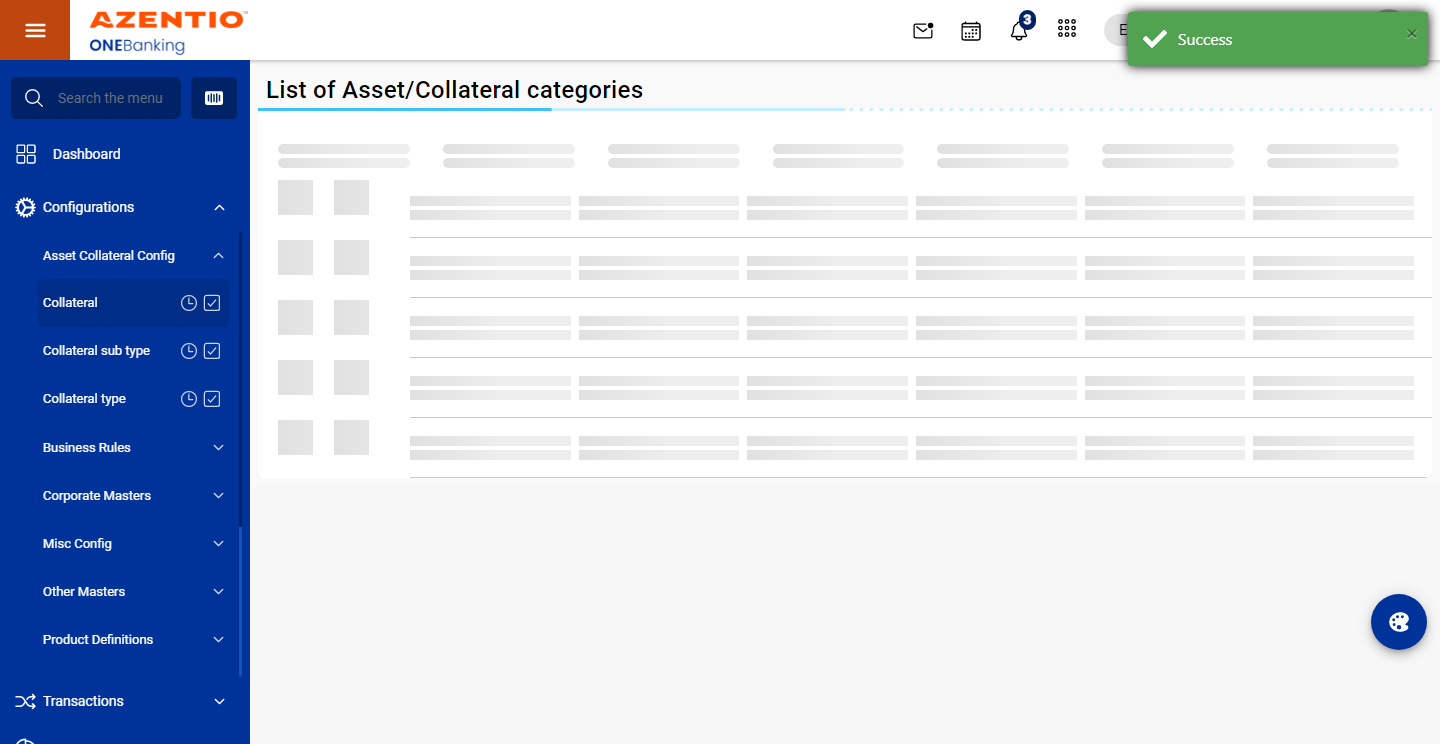 AZENTIO™
ONEBanking
3
E
Success
×
Search the menu
Dashboard
Configurations
Asset Collateral Config
Collateral
Collateral sub type
Collateral type
Business Rules
Corporate Masters
Misc Config
Other Masters
Product Definitions
Transactions
List of Asset/Collateral categories